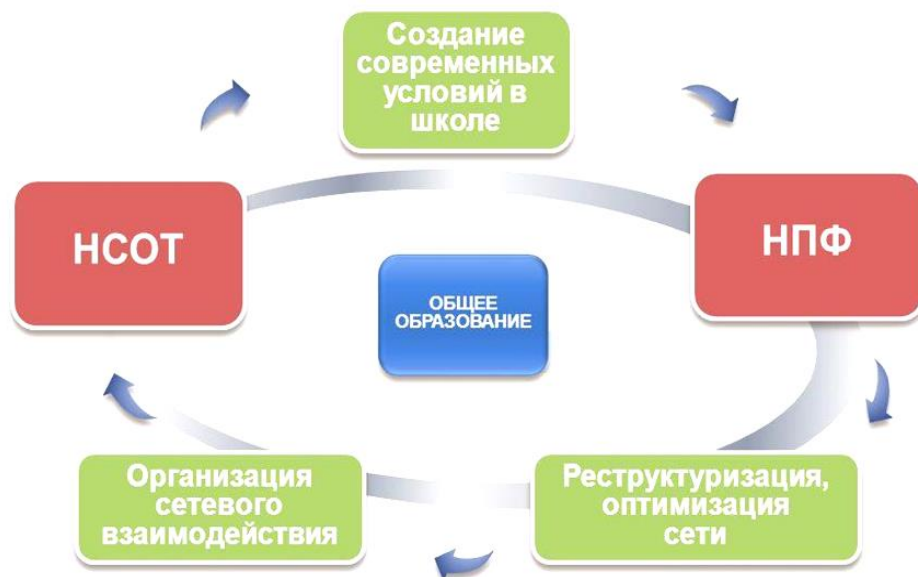 Создание
современных
условий в
школе
НСОТ
НПФ
ОБЩЕЕ
ОБРАЗОВАНИЕ
Организация
сетевого
взаимодействия
Реструктуризация,
оптимизация
сети